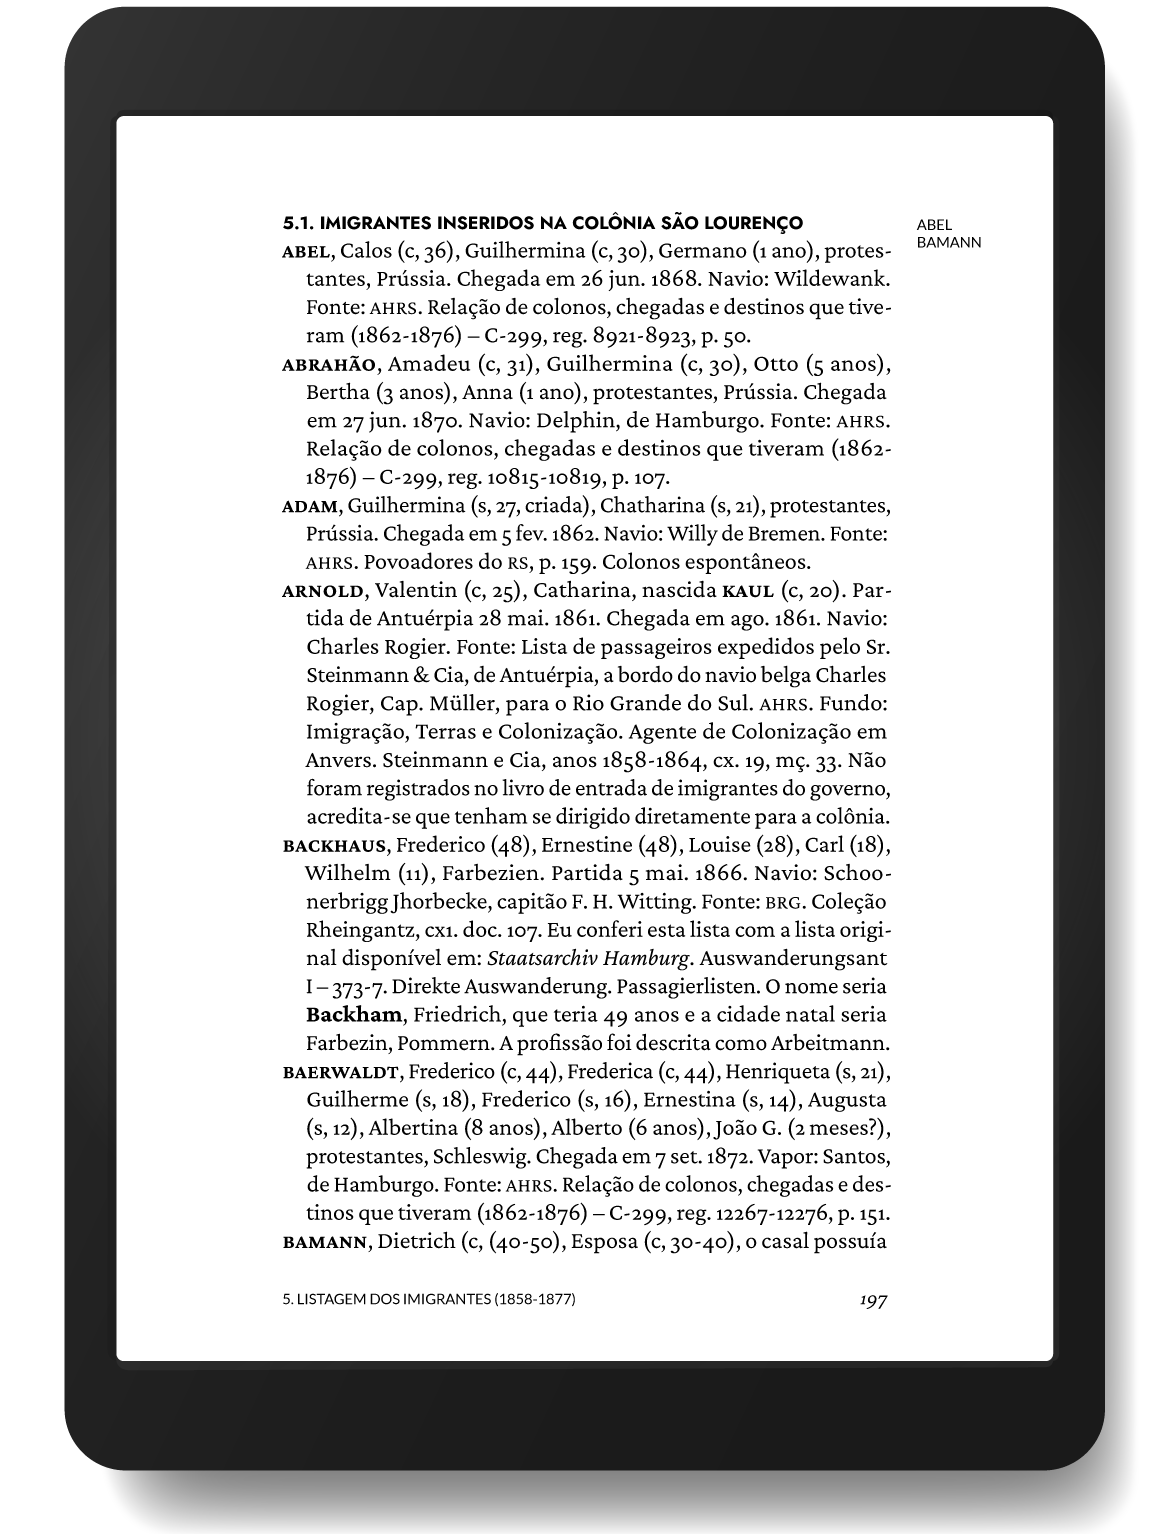 5.1. IMIGRANTES INSERIDOS NA COLÔNIA SÃO LOURENÇO
ABEL
BAMANN
ABEL, Calos (c, 36), Guilhermina (c, 30), Germano (1 ano), protes-
tantes, Prússia. Chegada em 26 jun. 1868. Navio: Wildewank.
Fonte: AHRS. Relação de colonos, chegadas e destinos que tive-
ram (1862-1876) – C-299, reg. 8921-8923, p. 50.
ABRAHÃO, Amadeu (c, 31), Guilhermina (c, 30), Otto (5 anos),
Bertha (3 anos), Anna (1 ano), protestantes, Prússia. Chegada
em 27 jun. 1870. Navio: Delphin, de Hamburgo. Fonte: AHRS.
Relação de colonos, chegadas e destinos que tiveram (1862-
1876) – C-299, reg. 10815-10819, p. 107.
ADAM, Guilhermina (s, 27, criada), Chatharina (s, 21), protestantes,
Prússia. Chegada em 5 fev. 1862. Navio: Willy de Bremen. Fonte:
AHRS. Povoadores do RS, p. 159. Colonos espontâneos.
ARNOLD, Valentin (c, 25), Catharina, nascida KAUL (c, 20). Par-
tida de Antuérpia 28 mai. 1861. Chegada em ago. 1861. Navio:
Charles Rogier. Fonte: Lista de passageiros expedidos pelo Sr.
Steinmann & Cia, de Antuérpia, a bordo do navio belga Charles
Rogier, Cap. Müller, para o Rio Grande do Sul. AHRS. Fundo:
Imigração, Terras e Colonização. Agente de Colonização em
Anvers. Steinmann e Cia, anos 1858-1864, cx. 19, mç. 33. Não
foram registrados no livro de entrada de imigrantes do governo,
acredita-se que tenham se dirigido diretamente para a colônia.
BACKHAUS, Frederico (48), Ernestine (48), Louise (28), Carl (18),
Wilhelm (11), Farbezien. Partida 5 mai. 1866. Navio: Schoo-
nerbrigg Jhorbecke, capitão F. H. Witting. Fonte: BRG. Coleção
Rheingantz, cx1. doc. 107. Eu conferi esta lista com a lista origi-
nal disponível em: Staatsarchiv Hamburg. Auswanderungsant
I – 373-7. Direkte Auswanderung. Passagierlisten. O nome seria
Backham, Friedrich, que teria 49 anos e a cidade natal seria
Farbezin, Pommern. A profissão foi descrita como Arbeitmann.
BAERWALDT, Frederico (c, 44), Frederica (c, 44), Henriqueta (s, 21),
Guilherme (s, 18), Frederico (s, 16), Ernestina (s, 14), Augusta
(s, 12), Albertina (8 anos), Alberto (6 anos), João G. (2 meses?),
protestantes, Schleswig. Chegada em 7 set. 1872. Vapor: Santos,
de Hamburgo. Fonte: AHRS. Relação de colonos, chegadas e des-
tinos que tiveram (1862-1876) – C-299, reg. 12267-12276, p. 151.
BAMANN, Dietrich (c, (40-50), Esposa (c, 30-40), o casal possuía
5. LISTAGEM DOS IMIGRANTES (1858-1877)
197